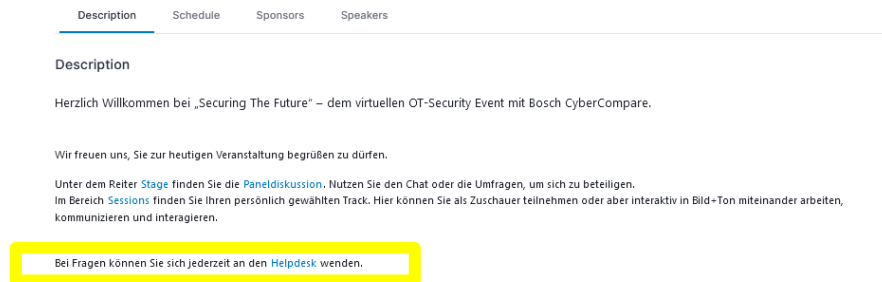 Description Schedule Sponsors Speakers
Description
Herzlich Willkommen bei „Securing The Future“ – dem virtuellen OT-Security Event mit Bosch CyberCompare.
Wir freuen uns, Sie zur heutigen Veranstaltung begrüßen zu dürfen.
Unter dem Reiter Stage finden Sie die Paneldiskussion. Nutzen Sie den Chat oder die Umfragen, um sich zu beteiligen.
Im Bereich Sessions finden Sie Ihren persönlich gewählten Track. Hier können Sie als Zuschauer teilnehmen oder aber interaktiv in Bild+Ton miteinander arbeiten,
kommunizieren und interagieren.
Bei Fragen können Sie sich jederzeit an den Helpdesk wenden.